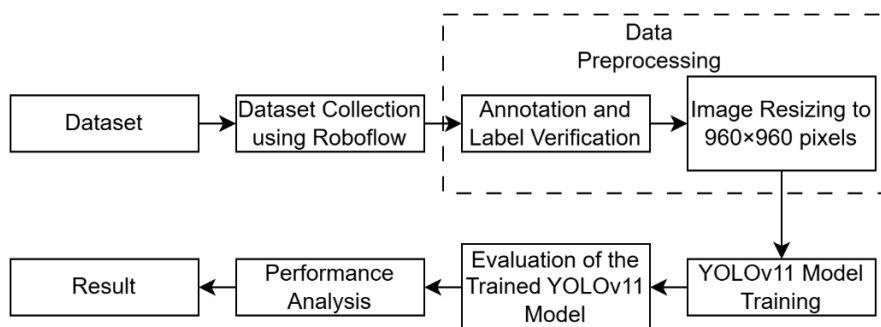 Data
Preprocessing
Dataset
Dataset Collection
using Roboflow
Annotation and
Label Verification
Image Resizing to
960×960 pixels
YOLOv11 Model
Training
Evaluation of the
Trained YOLOv11
Model
Performance
Analysis
Result